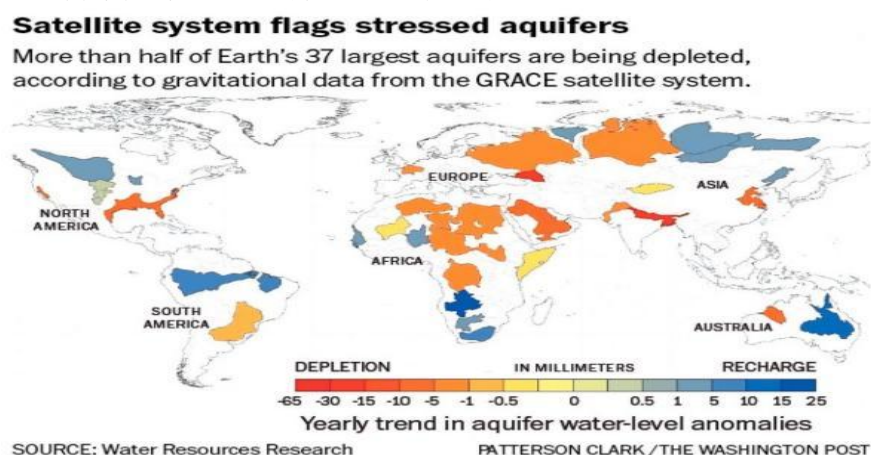 Satellite system flags stressed aquifers
More than half of Earth's 37 largest aquifers are being depleted,
according to gravitational data from the GRACE satellite system.
EUROPE
ASIA
NORTH
AMERICA
AFRICA
SOUTH
AMERICA
AUSTRALIA
DEPLETION IN MILLIMETERS RECHARGE
-65 -30 -15 -10 -5 -1 -0.5 0 0.5 1 5 10 15 25
Yearly trend in aquifer water-level anomalies
SOURCE: Water Resources Research PATTERSON CLARK/THE WASHINGTON POST